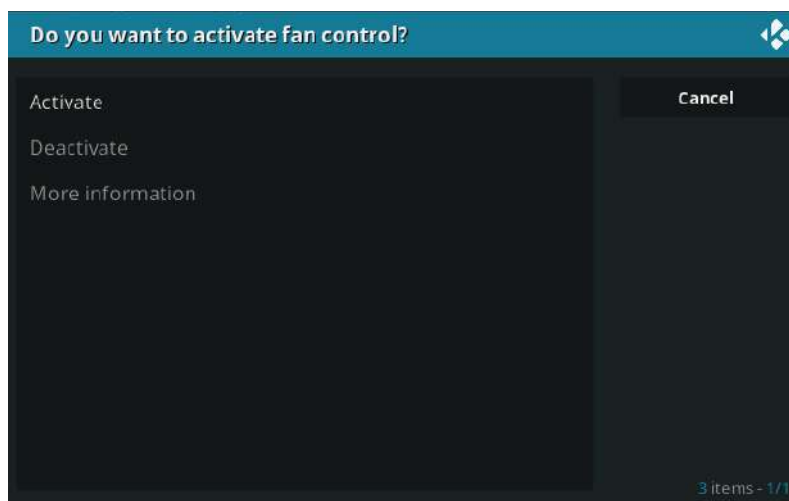 Do you want to activate fan control?
Activate
Cancel
Deactivate
More information
3 items - 1/1